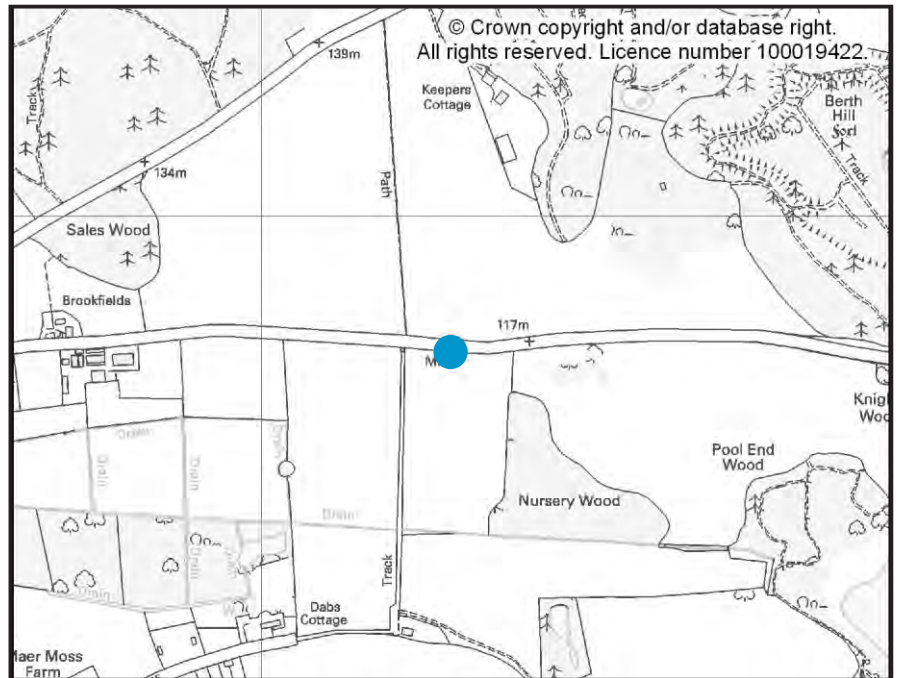 © Crown copyright and/or database right.
All rights reserved. Licence number 100019422.
139m
Keepers
Cottage
Berth
Hill
Fort
Track
Track
134m
Path
Sales Wood
Brookfields
117m
Pool End
Wood
Drain
Drain
Drain
Drain
Nursery Wood
Drain
Drain
Drain
Drain
Track
Dabs
Cottage
Maer Moss
Farm